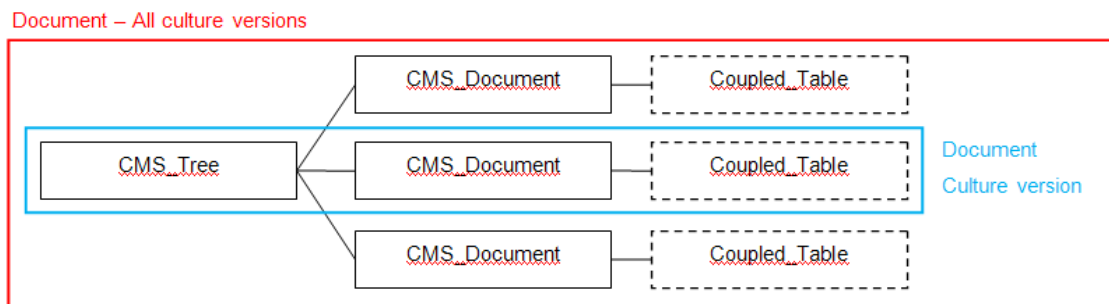 Document – All culture versions
CMS_Document
Coupled_Table
CMS_Tree
CMS_Document
Coupled_Table
Document
Culture version
CMS_Document
Coupled_Table